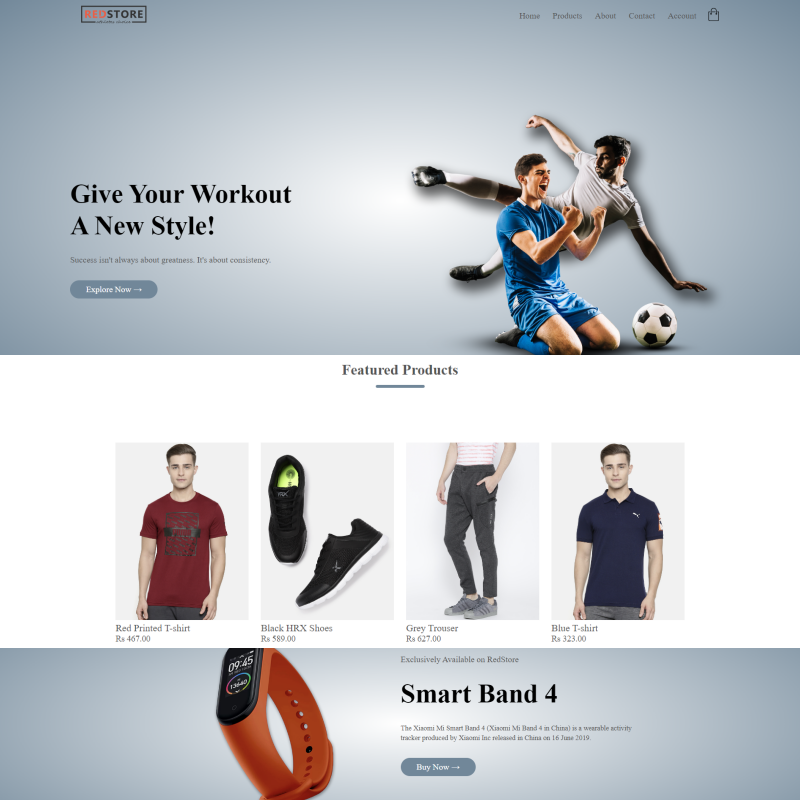 REDSTORE
Home Products About Contact Account
Give Your Workout
A New Style!
Success isn't always about greatness. It's about consistency.
Explore Now →
Featured Products
HRX
Red Printed T-shirt
Rs 467.00
Black HRX Shoes
Rs 589.00
Grey Trouser
Rs 627.00
Blue T-shirt
Rs 323.00
09:45
13640
Exclusively Available on RedStore
Smart Band 4
The Xiaomi Mi Smart Band 4 (Xiaomi Mi Band 4 in China) is a wearable activity
tracker produced by Xiaomi Inc released in China on 16 June 2019.
Buy Now →